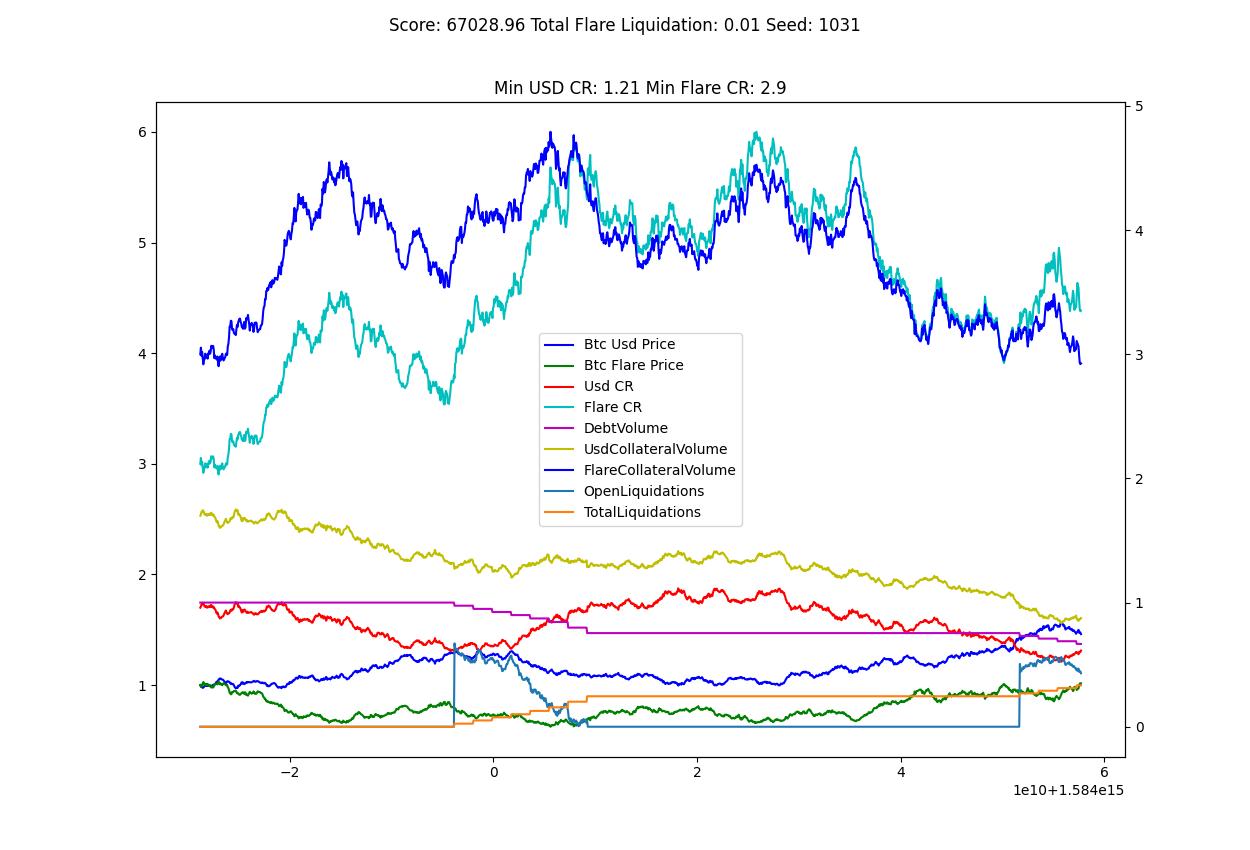 Score: 67028.96 Total Flare Liquidation: 0.01 Seed: 1031
Min USD CR: 1.21 Min Flare CR: 2.9
6
5
4
3
2
1
5
4
3
2
1
0
Btc Usd Price
Btc Flare Price
Usd CR
Flare CR
DebtVolume
UsdCollateralVolume
FlareCollateralVolume
OpenLiquidations
TotalLiquidations
−2 0 2 4 6
1e10+1.584e15